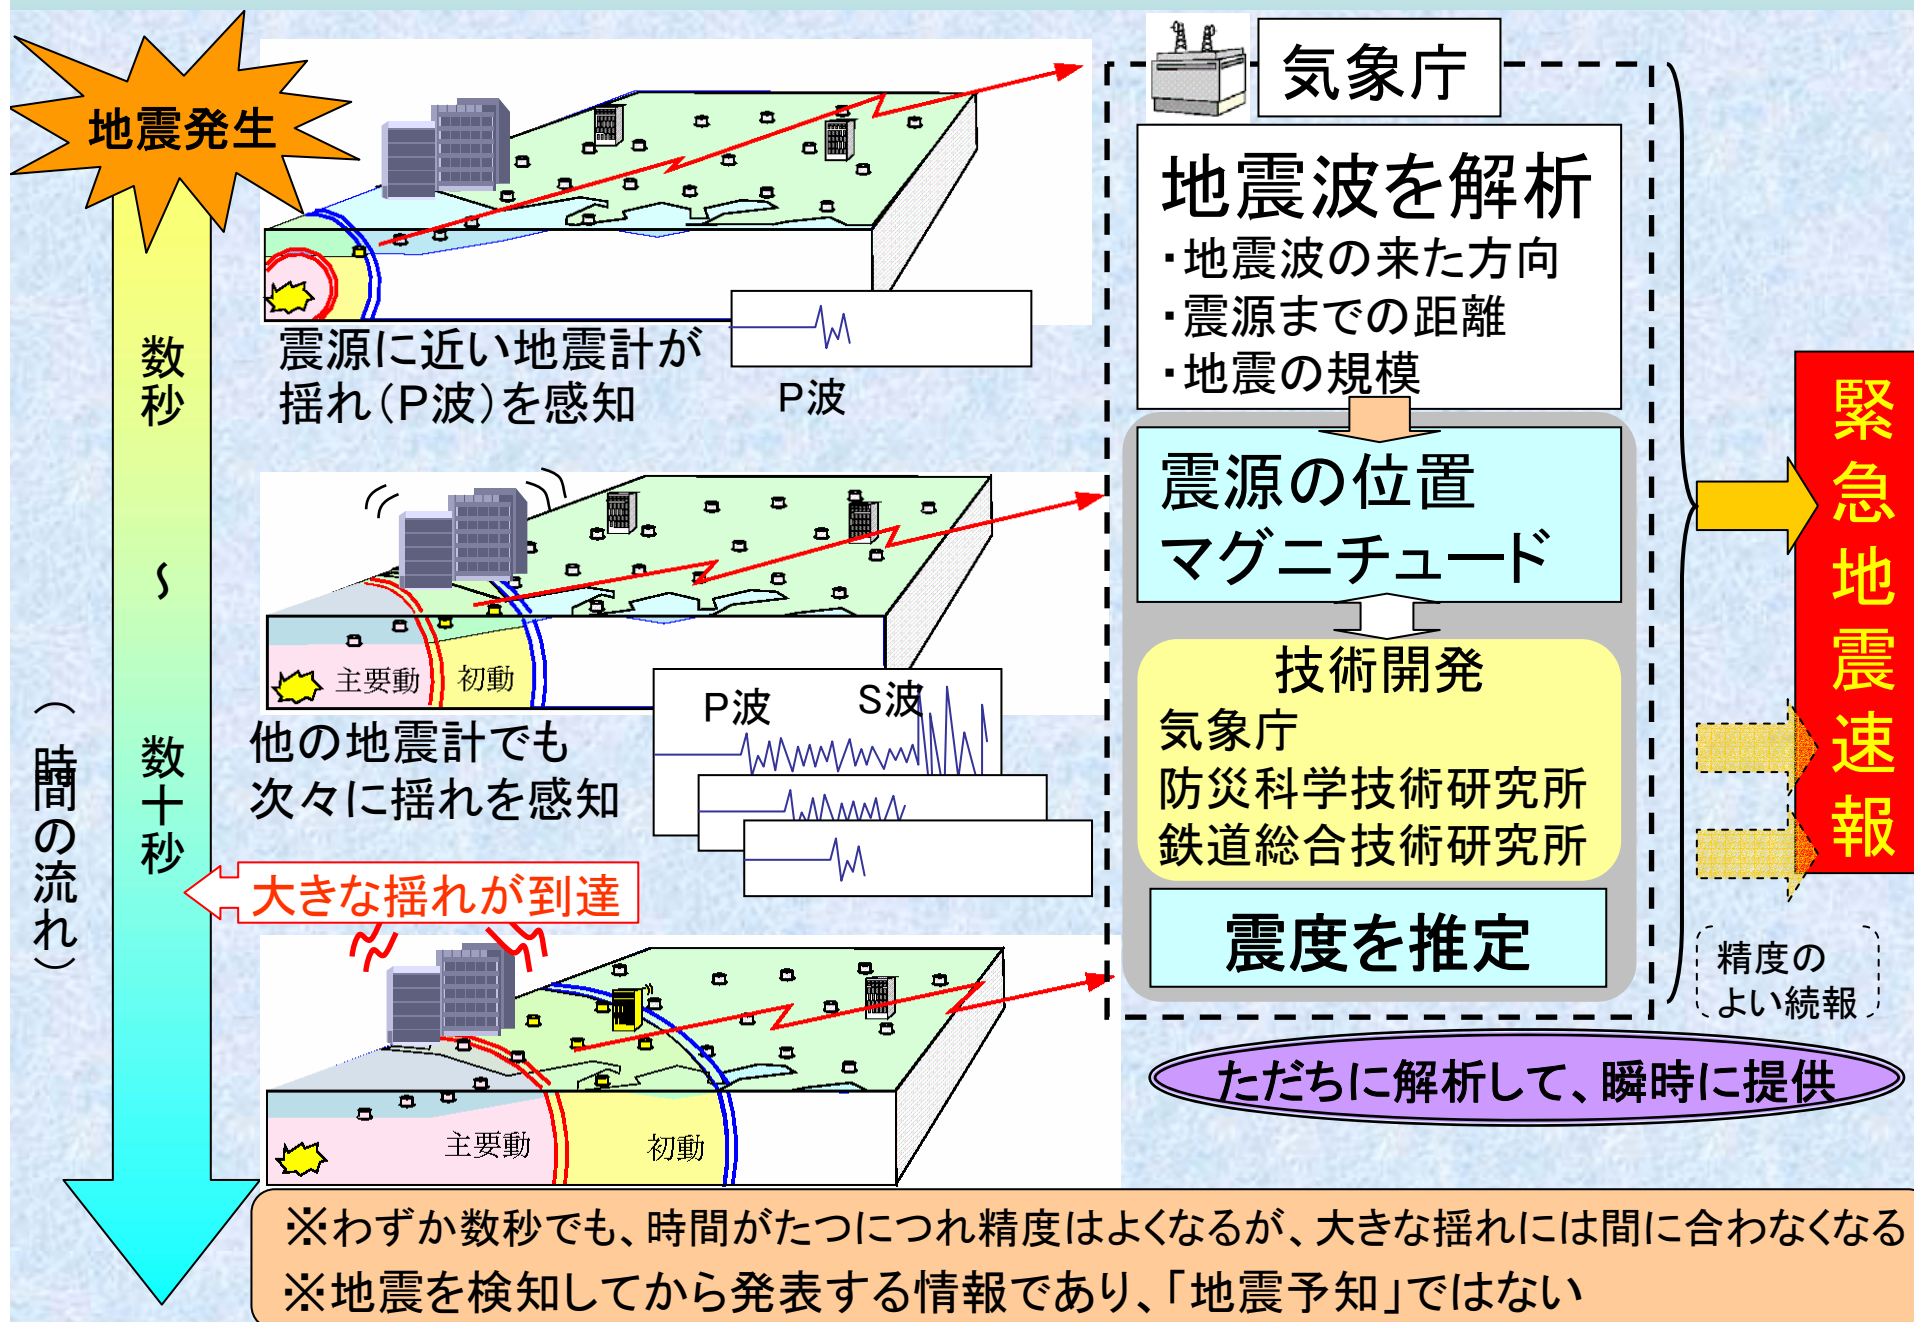 地震発生
数秒
～
数十秒
(時間の流れ)
震源に近い地震計が
揺れ(P波)を感知
P波
主要動
初動
P波
S波
他の地震計でも
次々に揺れを感知
大きな揺れが到達
主要動
初動
気象庁
地震波を解析
・地震波の来た方向
・震源までの距離
・地震の規模
震源の位置
マグニチュード
技術開発
気象庁
防災科学技術研究所
鉄道総合技術研究所
震度を推定
緊急地震速報
精度の
よい続報
ただちに解析して、瞬時に提供
※わずか数秒でも、時間がたつにつれ精度はよくなるが、大きな揺れには間に合わなくなる
※地震を検知してから発表する情報であり、「地震予知」ではない